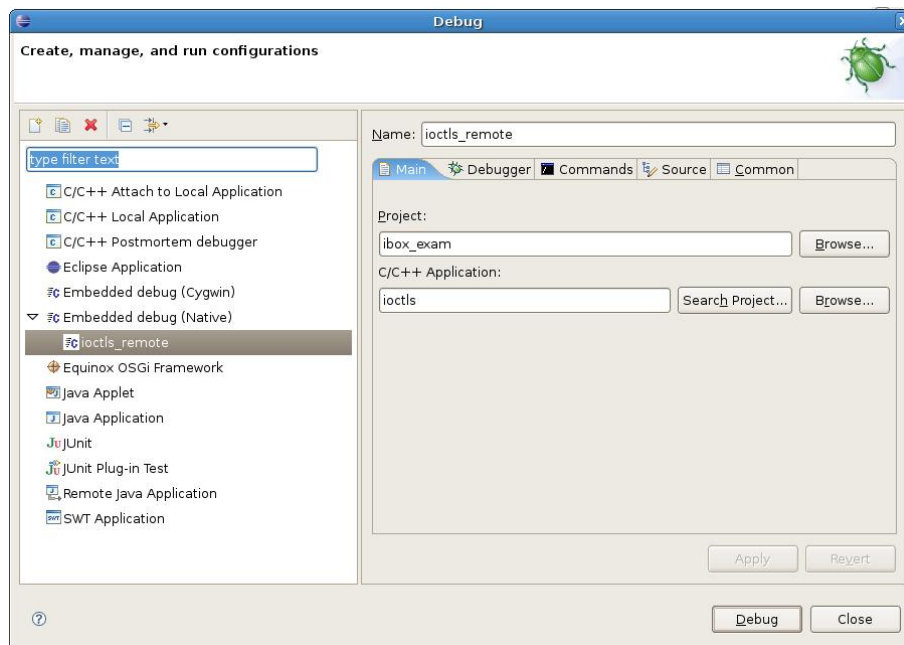 Debug
Create, manage, and run configurations
type filter text
C/C++ Attach to Local Application
C/C++ Local Application
C/C++ Postmortem debugger
Eclipse Application
Embedded debug (Cygwin)
Embedded debug (Native)
ioctls_remote
Equinox OSGi Framework
Java Applet
Java Application
JUnit
JUnit Plug-in Test
Remote Java Application
SWT Application
Name: ioctls_remote
Main Debugger Commands Source Common
Project:
ibox_exam Browse...
C/C++ Application:
ioctls Search Project... Browse...
Apply Revert
Debug Close